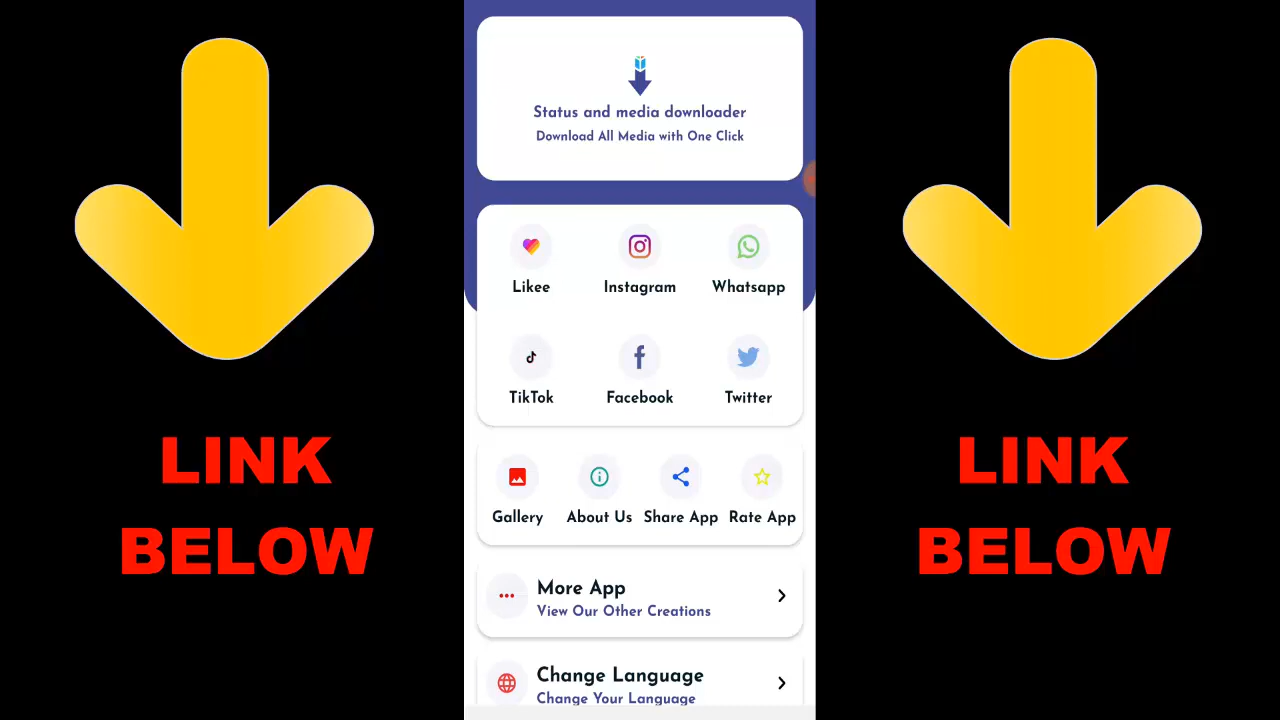 Status and media downloader
Download All Media with One Click
Likee
Instagram
Whatsapp
TikTok
Facebook
Twitter
LINK
BELOW
LINK
BELOW
Gallery
About Us
Share App
Rate App
More App
View Our Other Creations
Change Language
Change Your Language